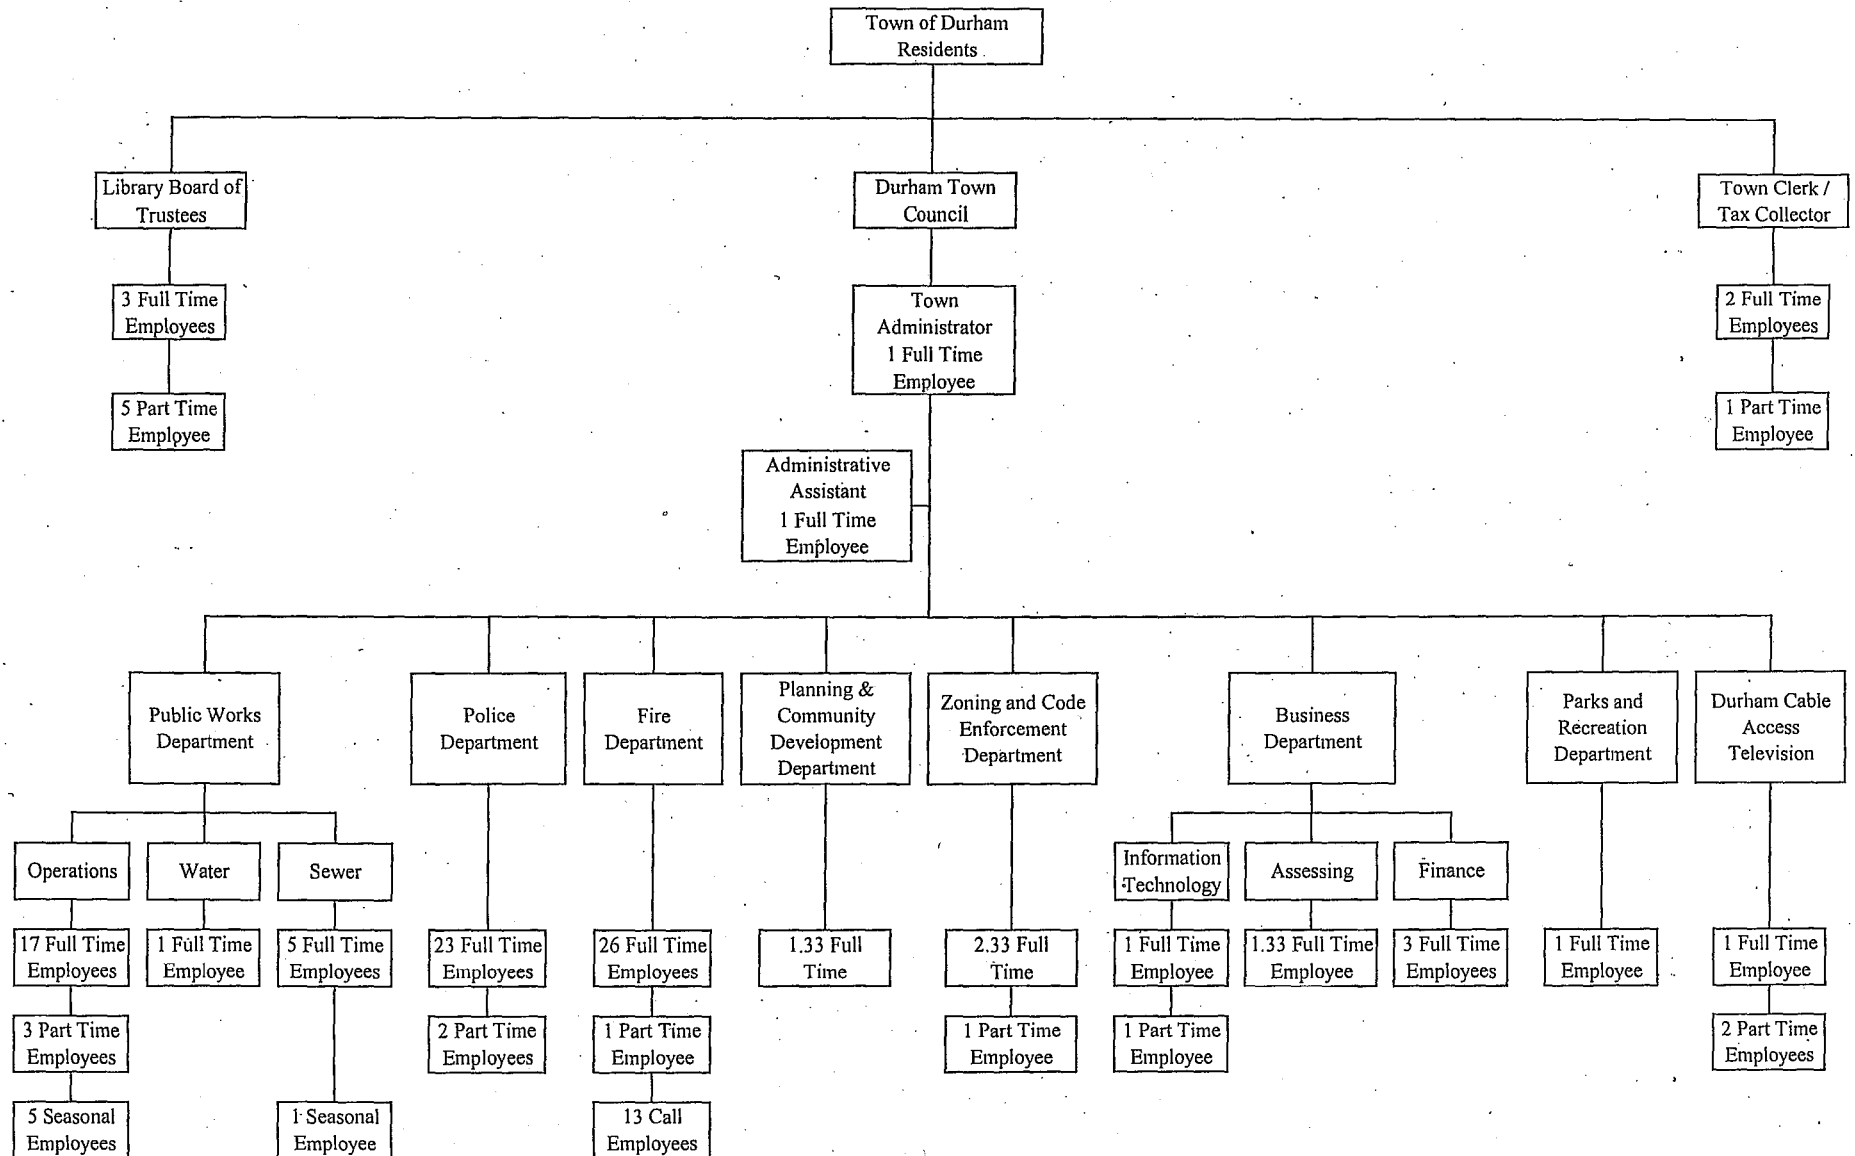 Town of Durham
Residents
Library Board of
Trustees
Durham Town
Council
Town Clerk /
Tax Collector
3 Full Time
Employees
Town
Administrator
1 Full Time
Employee
2 Full Time
Employees
5 Part Time
Employee
1 Part Time
Employee
Administrative
Assistant
1 Full Time
Employee
Public Works
Department
Police
Department
Fire
Department
Planning &
Community
Development
Department
Zoning and Code
Enforcement
Department
Business
Department
Parks and
Recreation
Department
Durham Cable
Access
Television
Operations
Water
Sewer
Information
Technology
Assessing
Finance
17 Full Time
Employees
1 Full Time
Employee
5 Full Time
Employees
23 Full Time
Employees
26 Full Time
Employees
1.33 Full
Time
2.33 Full
Time
1 Full Time
Employee
1.33 Full Time
Employee
3 Full Time
Employees
1 Full Time
Employee
1 Full Time
Employee
3 Part Time
Employees
2 Part Time
Employees
1 Part Time
Employee
1 Part Time
Employee
1 Part Time
Employee
2 Part Time
Employees
5 Seasonal
Employees
1 Seasonal
Employee
13 Call
Employees